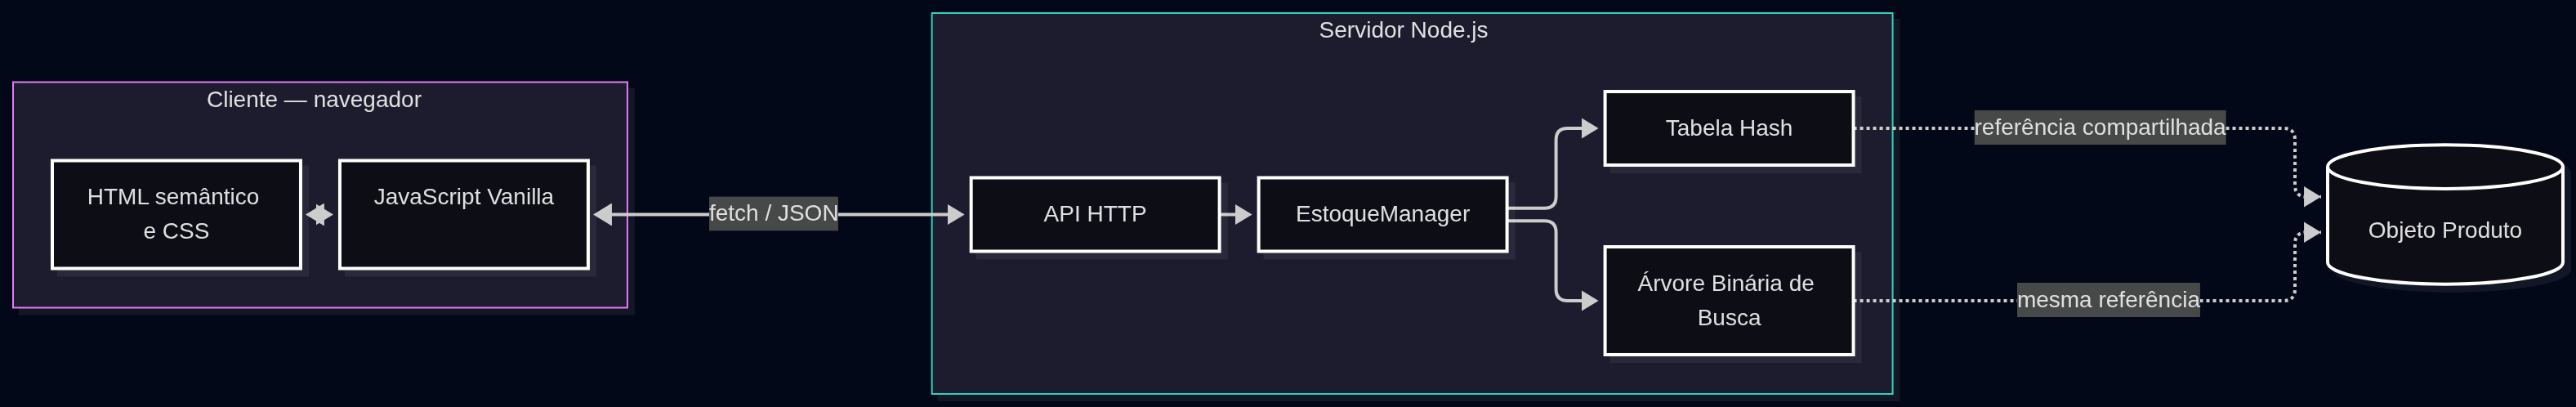 Cliente — navegador
HTML semântico
e CSS
JavaScript Vanilla
fetch / JSON
Servidor Node.js
API HTTP
EstoqueManager
Tabela Hash
Árvore Binária de
Busca
referência compartilhada
mesma referência
Objeto Produto